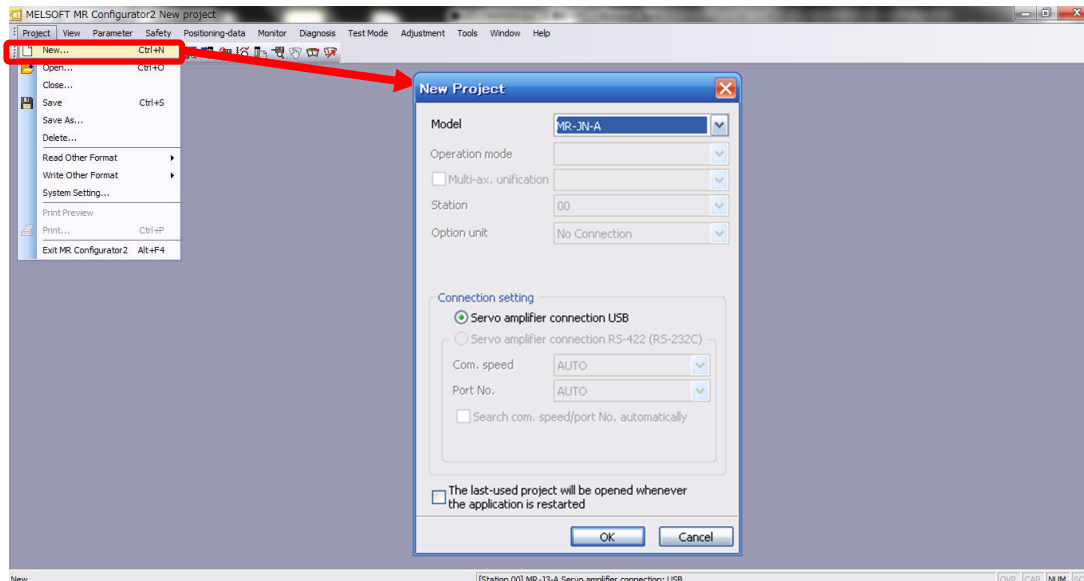 MELSOFT MR Configurator2 New project
Project View Parameter Safety Positioning-data Monitor Diagnosis Test Mode Adjustment Tools Window Help
New... Ctrl+N
Open... Ctrl+O
Close...
Save Ctrl+S
Save As...
Delete...
Read Other Format
Write Other Format
System Setting...
Print Preview
Print... Ctrl+P
Exit MR Configurator2 Alt+F4
New Project
Model MR-JN-A
Operation mode
Multi-ax. unification
Station 00
Option unit No Connection
Connection setting
Servo amplifier connection USB
Servo amplifier connection RS-422 (RS-232C)
Com. speed AUTO
Port No. AUTO
Search com. speed/port No. automatically
The last-used project will be opened whenever
the application is restarted
OK Cancel
New [Station 00] MR-J3-A Servo amplifier connection: USB OVR CAP NUM